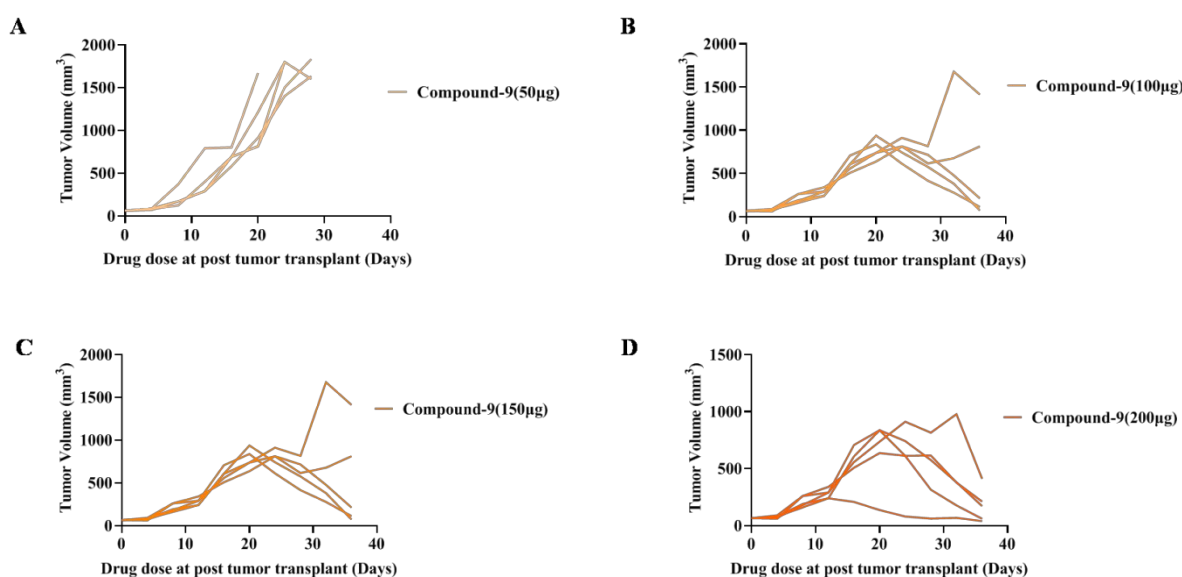 A
Tumor Volume (mm³)
2000
1500
1000
500
0
0 10 20 30 40
Drug dose at post tumor transplant (Days)
Compound-9(50μg)
B
Tumor Volume (mm³)
2000
1500
1000
500
0
0 10 20 30 40
Drug dose at post tumor transplant (Days)
Compound-9(100μg)
C
Tumor Volume (mm³)
2000
1500
1000
500
0
0 10 20 30 40
Drug dose at post tumor transplant (Days)
Compound-9(150μg)
D
Tumor Volume (mm³)
1500
1000
500
0
0 10 20 30 40
Drug dose at post tumor transplant (Days)
Compound-9(200μg)